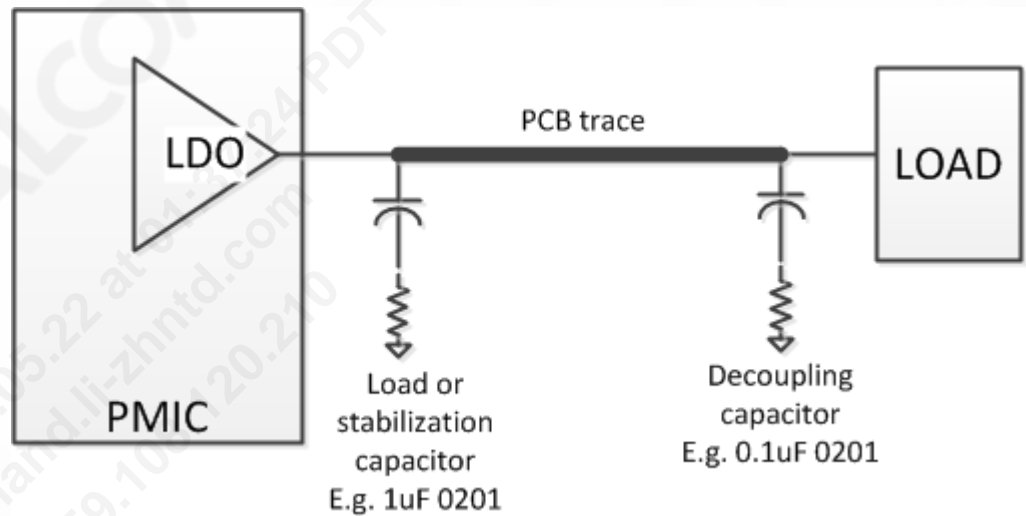 PCB trace
LDO
LOAD
PMIC
Load or
stabilization
capacitor
E.g. 1uF 0201
Decoupling
capacitor
E.g. 0.1uF 0201